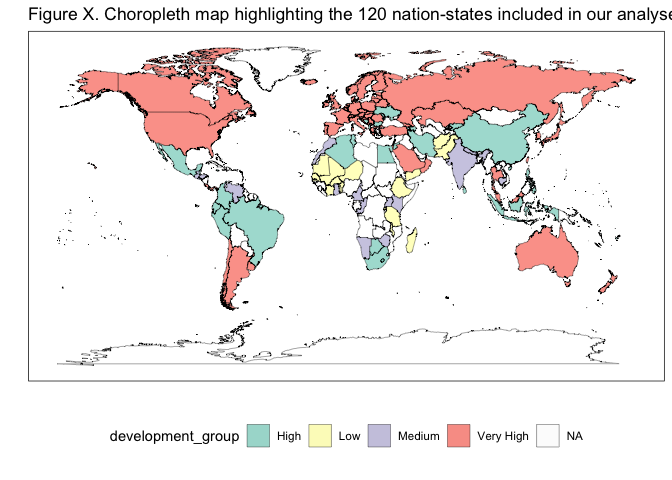 Figure X. Choropleth map highlighting the 120 nation-states included in our analyse
development_group High Low Medium Very High NA